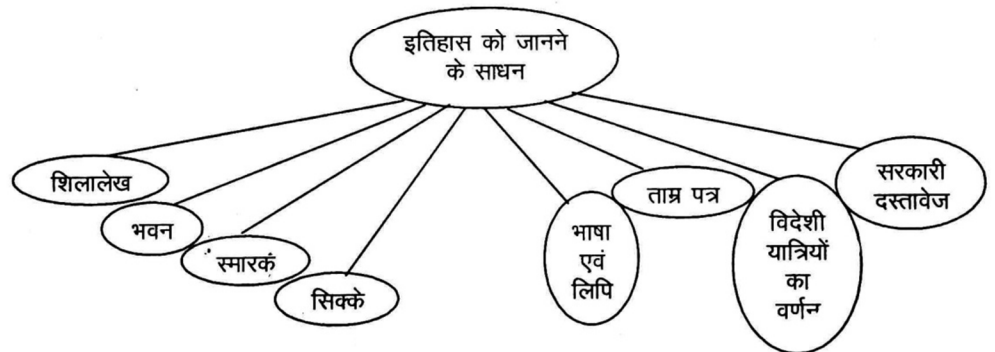 इतिहास को जानने
के साधन
शिलालेख
भवन
स्मारकं
सिक्के
भाषा
एवं
लिपि
ताम्र पत्र
विदेशी
यात्रियों
का
वर्णन
सरकारी
दस्तावेज